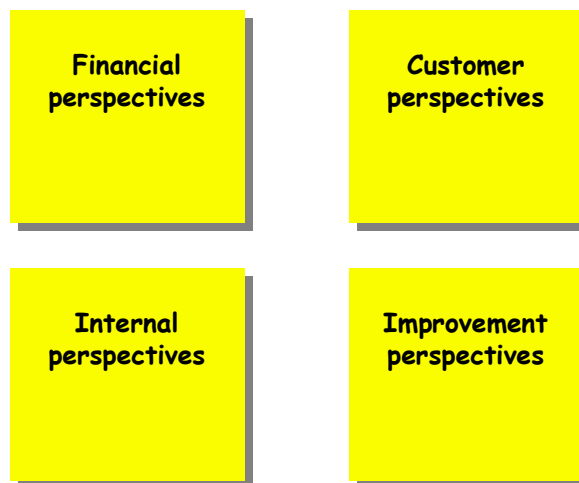 Financial
perspectives
Customer
perspectives
Internal
perspectives
Improvement
perspectives